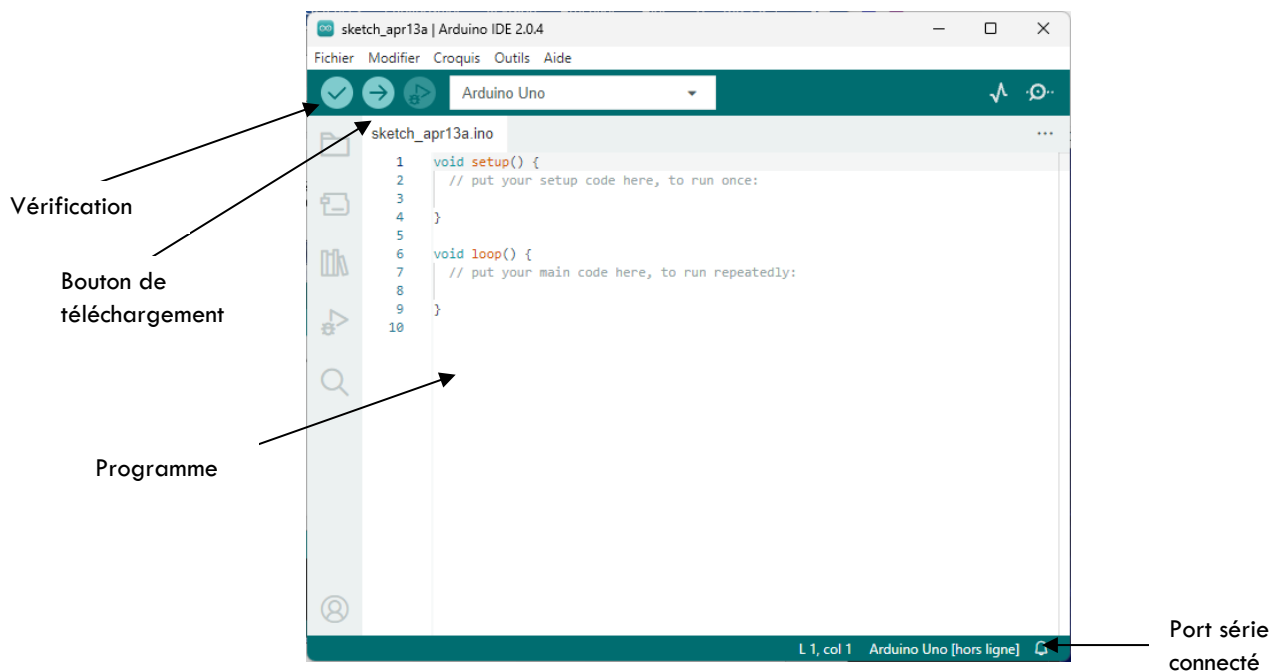 sketch_apr13a | Arduino IDE 2.0.4
Fichier Modifier Croquis Outils Aide
Arduino Uno
sketch_apr13a.ino
1 void setup() {
2 // put your setup code here, to run once:
3
4 }
5
6 void loop() {
7 // put your main code here, to run repeatedly:
8
9 }
10
Vérification
Bouton de
téléchargement
Programme
L 1, col 1 Arduino Uno [hors ligne]
Port série
connecté